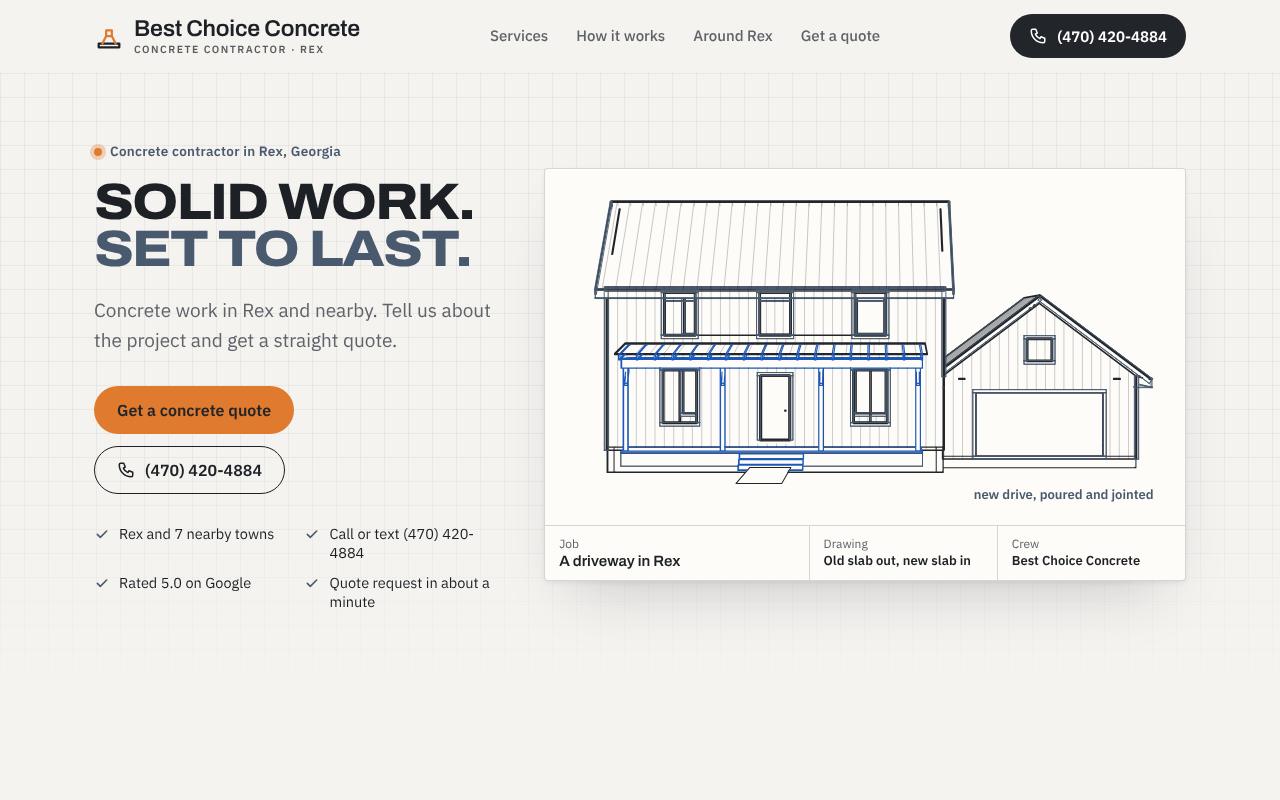 Best Choice Concrete
CONCRETE CONTRACTOR · REX
Services
How it works
Around Rex
Get a quote
(470) 420-4884
Concrete contractor in Rex, Georgia
SOLID WORK.
SET TO LAST.
Concrete work in Rex and nearby. Tell us about
the project and get a straight quote.
Get a concrete quote
(470) 420-4884
Rex and 7 nearby towns
Call or text (470) 420-
4884
Rated 5.0 on Google
Quote request in about a
minute
new drive, poured and jointed
Job
A driveway in Rex
Drawing
Old slab out, new slab in
Crew
Best Choice Concrete